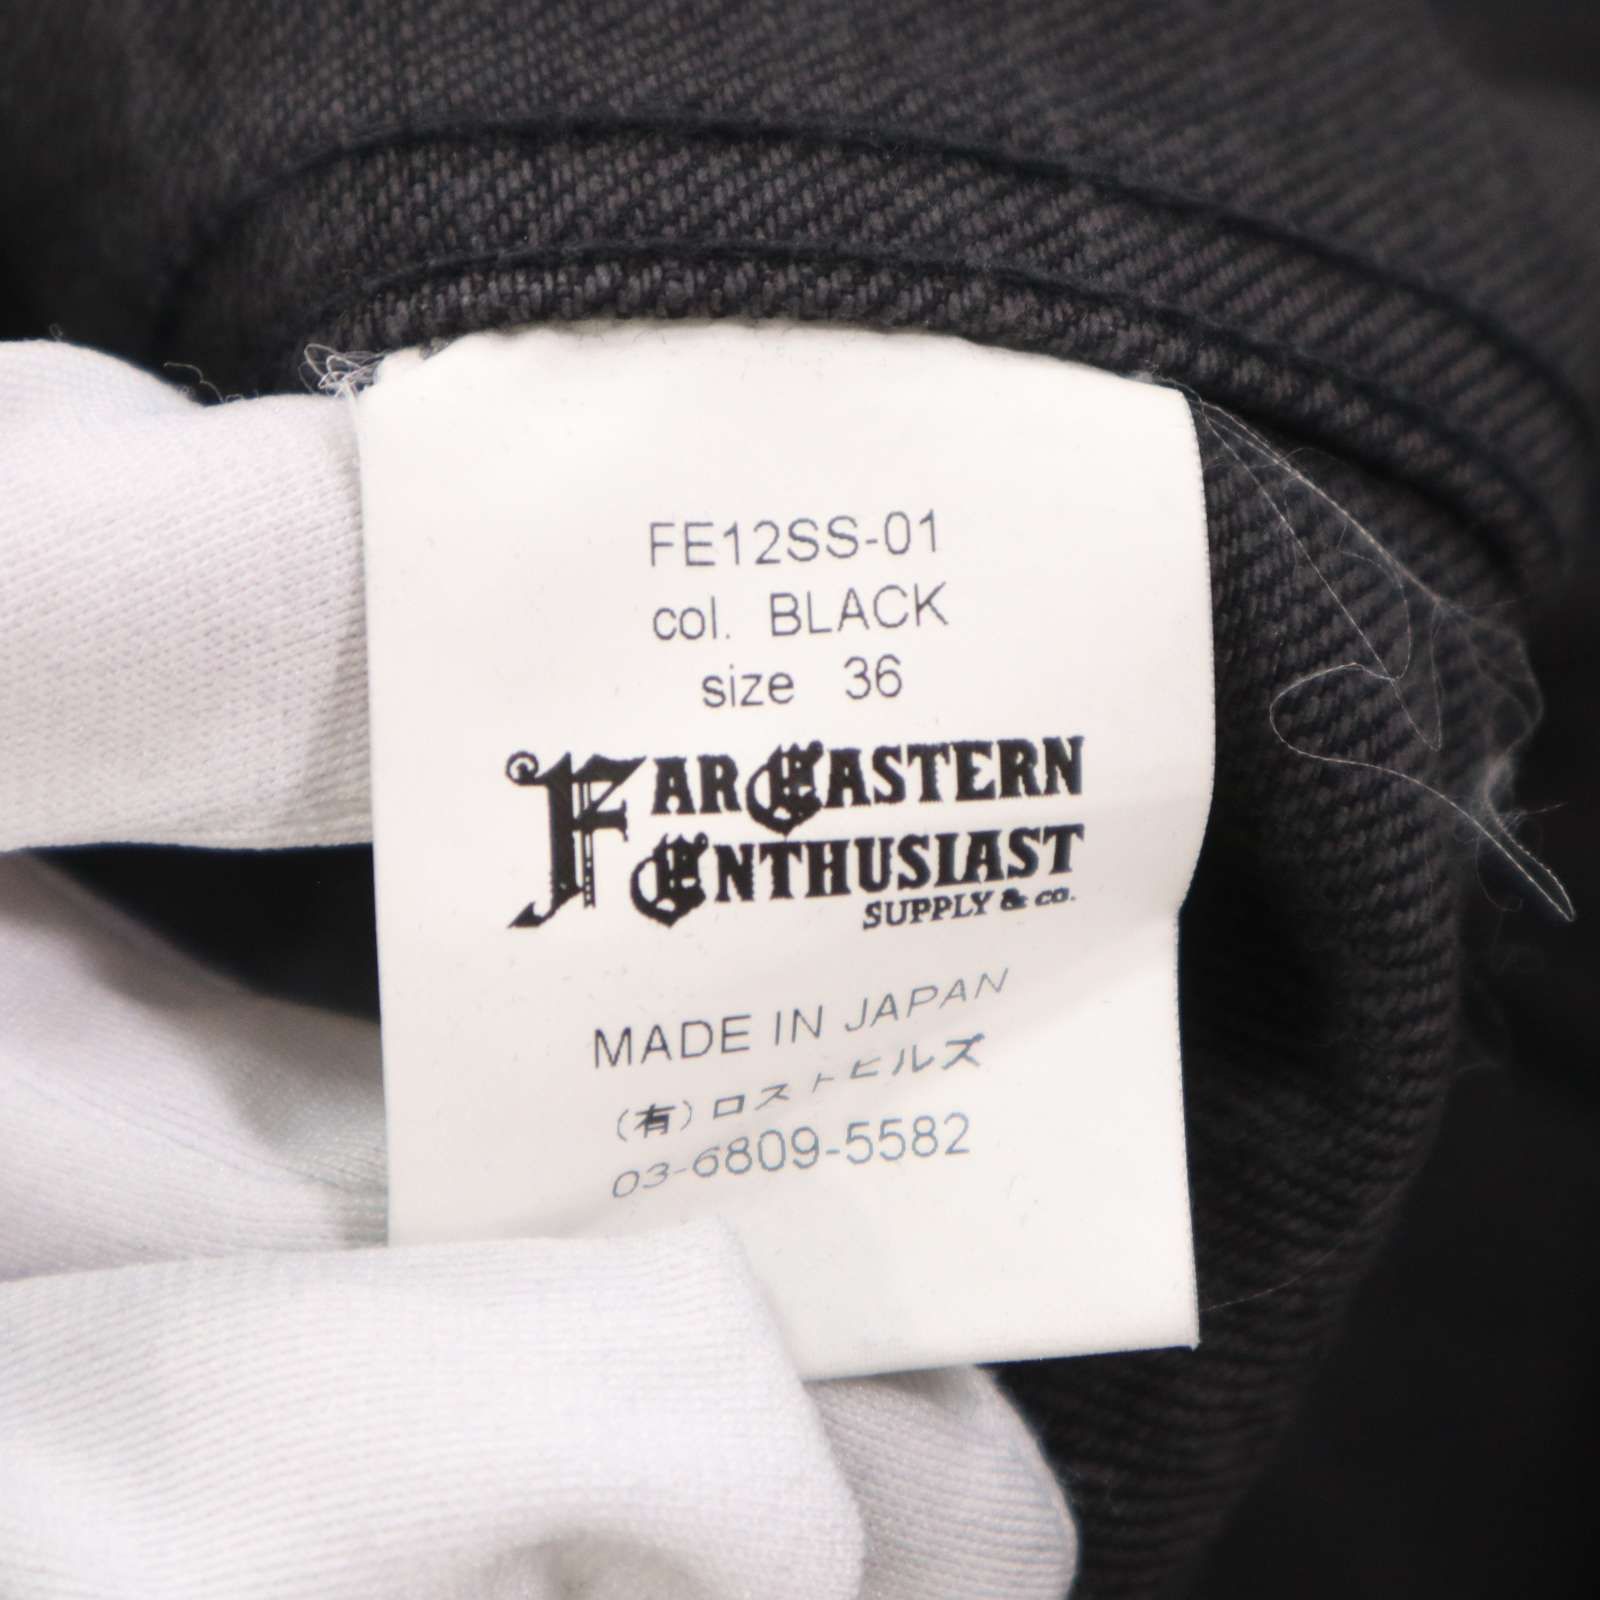 FE12SS-01
col. BLACK
size 36
FAR EASTERN
ENTHUSIAST
SUPPLY & co.
MADE IN JAPAN
(有)ロストヒルズ
03-6809-5582